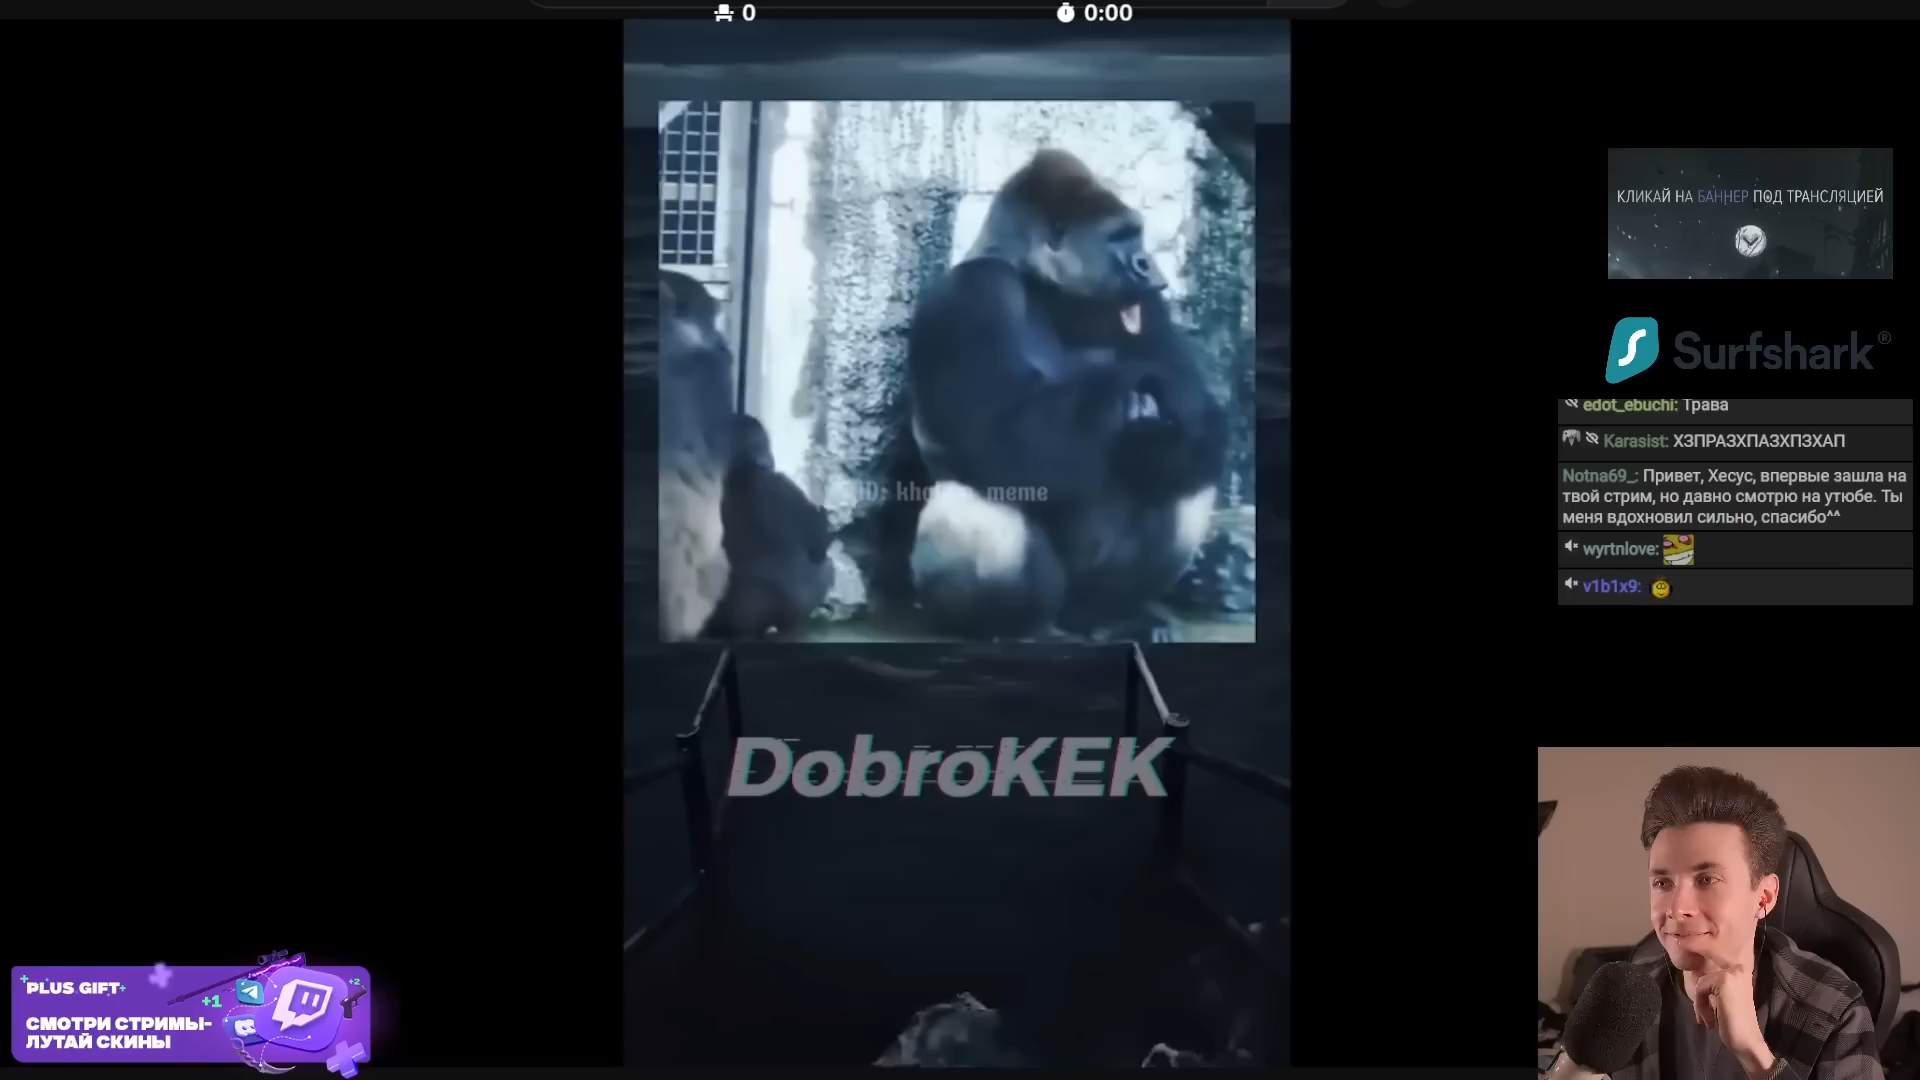 0
0:00
КЛИКАЙ НА БАННЕР ПОД ТРАНСЛЯЦИЕЙ
Surfshark®
edot_ebuchi: Трава
Karasist: ХЗПРАЗХПАЗХПЗХАП
Notna69_: Привет, Хесус, впервые зашла на
твой стрим, но давно смотрю на утюбе. Ты
меня вдохновил сильно, спасибо^^
wyrtnlove:
v1b1x9:
meme
DobroKEK
PLUS GIFT
+1
+2
СМОТРИ СТРИМЫ-
ЛУТАЙ СКИНЫ